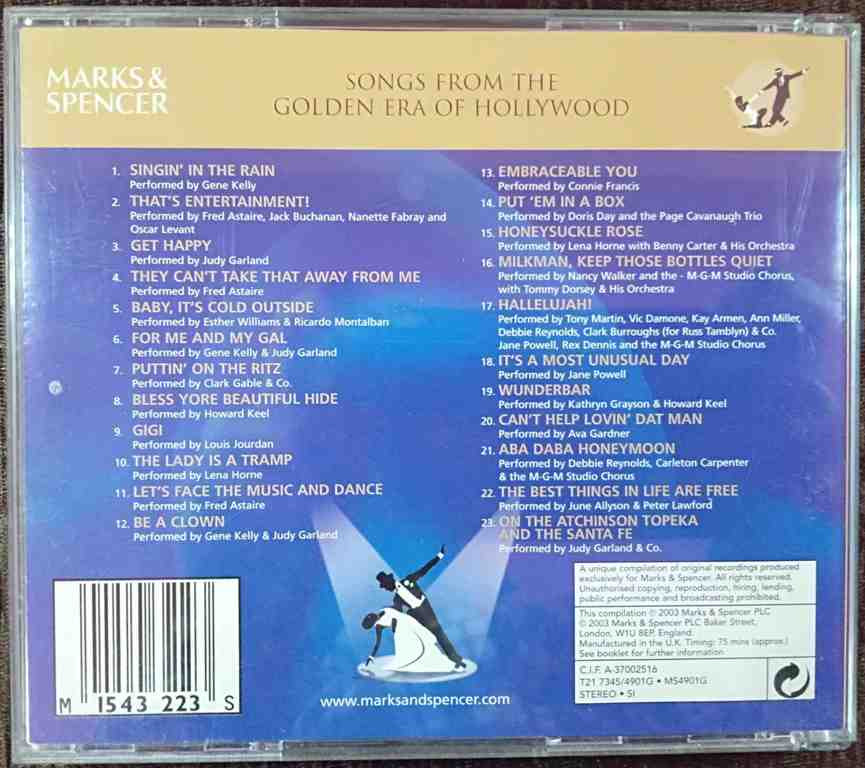 MARKS &
SPENCER
SONGS FROM THE
GOLDEN ERA OF HOLLYWOOD
1. SINGIN' IN THE RAIN
Performed by Gene Kelly
2. THAT'S ENTERTAINMENT!
Performed by Fred Astaire, Jack Buchanan, Nanette Fabray and
Oscar Levant
3. GET HAPPY
Performed by Judy Garland
4. THEY CAN'T TAKE THAT AWAY FROM ME
Performed by Fred Astaire
5. BABY, IT'S COLD OUTSIDE
Performed by Esther Williams & Ricardo Montalban
6. FOR ME AND MY GAL
Performed by Gene Kelly & Judy Garland
7. PUTTIN' ON THE RITZ
Performed by Clark Gable & Co.
8. BLESS YORE BEAUTIFUL HIDE
Performed by Howard Keel
9. GIGI
Performed by Louis Jourdan
10. THE LADY IS A TRAMP
Performed by Lena Horne
11. LET'S FACE THE MUSIC AND DANCE
Performed by Fred Astaire
12. BE A CLOWN
Performed by Gene Kelly & Judy Garland
13. EMBRACEABLE YOU
Performed by Connie Francis
14. PUT 'EM IN A BOX
Performed by Doris Day and the Page Cavanaugh Trio
15. HONEYSUCKLE ROSE
Performed by Lena Horne with Benny Carter & His Orchestra
16. MILKMAN, KEEP THOSE BOTTLES QUIET
Performed by Nancy Walker and the - M-G-M Studio Chorus,
with Tommy Dorsey & His Orchestra
17. HALLELUJAH!
Performed by Tony Martin, Vic Damone, Kay Armen, Ann Miller,
Debbie Reynolds, Clark Burroughs (for Russ Tamblyn) & Co.
Jane Powell, Rex Dennis and the M-G-M Studio Chorus
18. IT'S A MOST UNUSUAL DAY
Performed by Jane Powell
19. WUNDERBAR
Performed by Kathryn Grayson & Howard Keel
20. CAN'T HELP LOVIN' DAT MAN
Performed by Ava Gardner
21. ABA DABA HONEYMOON
Performed by Debbie Reynolds, Carleton Carpenter
& the M-G-M Studio Chorus
22. THE BEST THINGS IN LIFE ARE FREE
Performed by June Allyson & Peter Lawford
23. ON THE ATCHINSON TOPEKA
AND THE SANTA FE
Performed by Judy Garland & Co.
M 1543 223 S
www.marksandspencer.com
A unique compilation of original recordings produced
exclusively for Marks & Spencer. All rights reserved.
Unauthorised copying, reproduction, hiring, lending,
public performance and broadcasting prohibited.
This compilation ℗ 2003 Marks & Spencer PLC
© 2003 Marks & Spencer PLC Baker Street,
London, W1U 8EP, England.
Manufactured in the U.K. Timing: 75 mins (approx.)
See booklet for further information
C.I.F. A-37002516
T21 7345/4901G • MS4901G
STEREO • SI